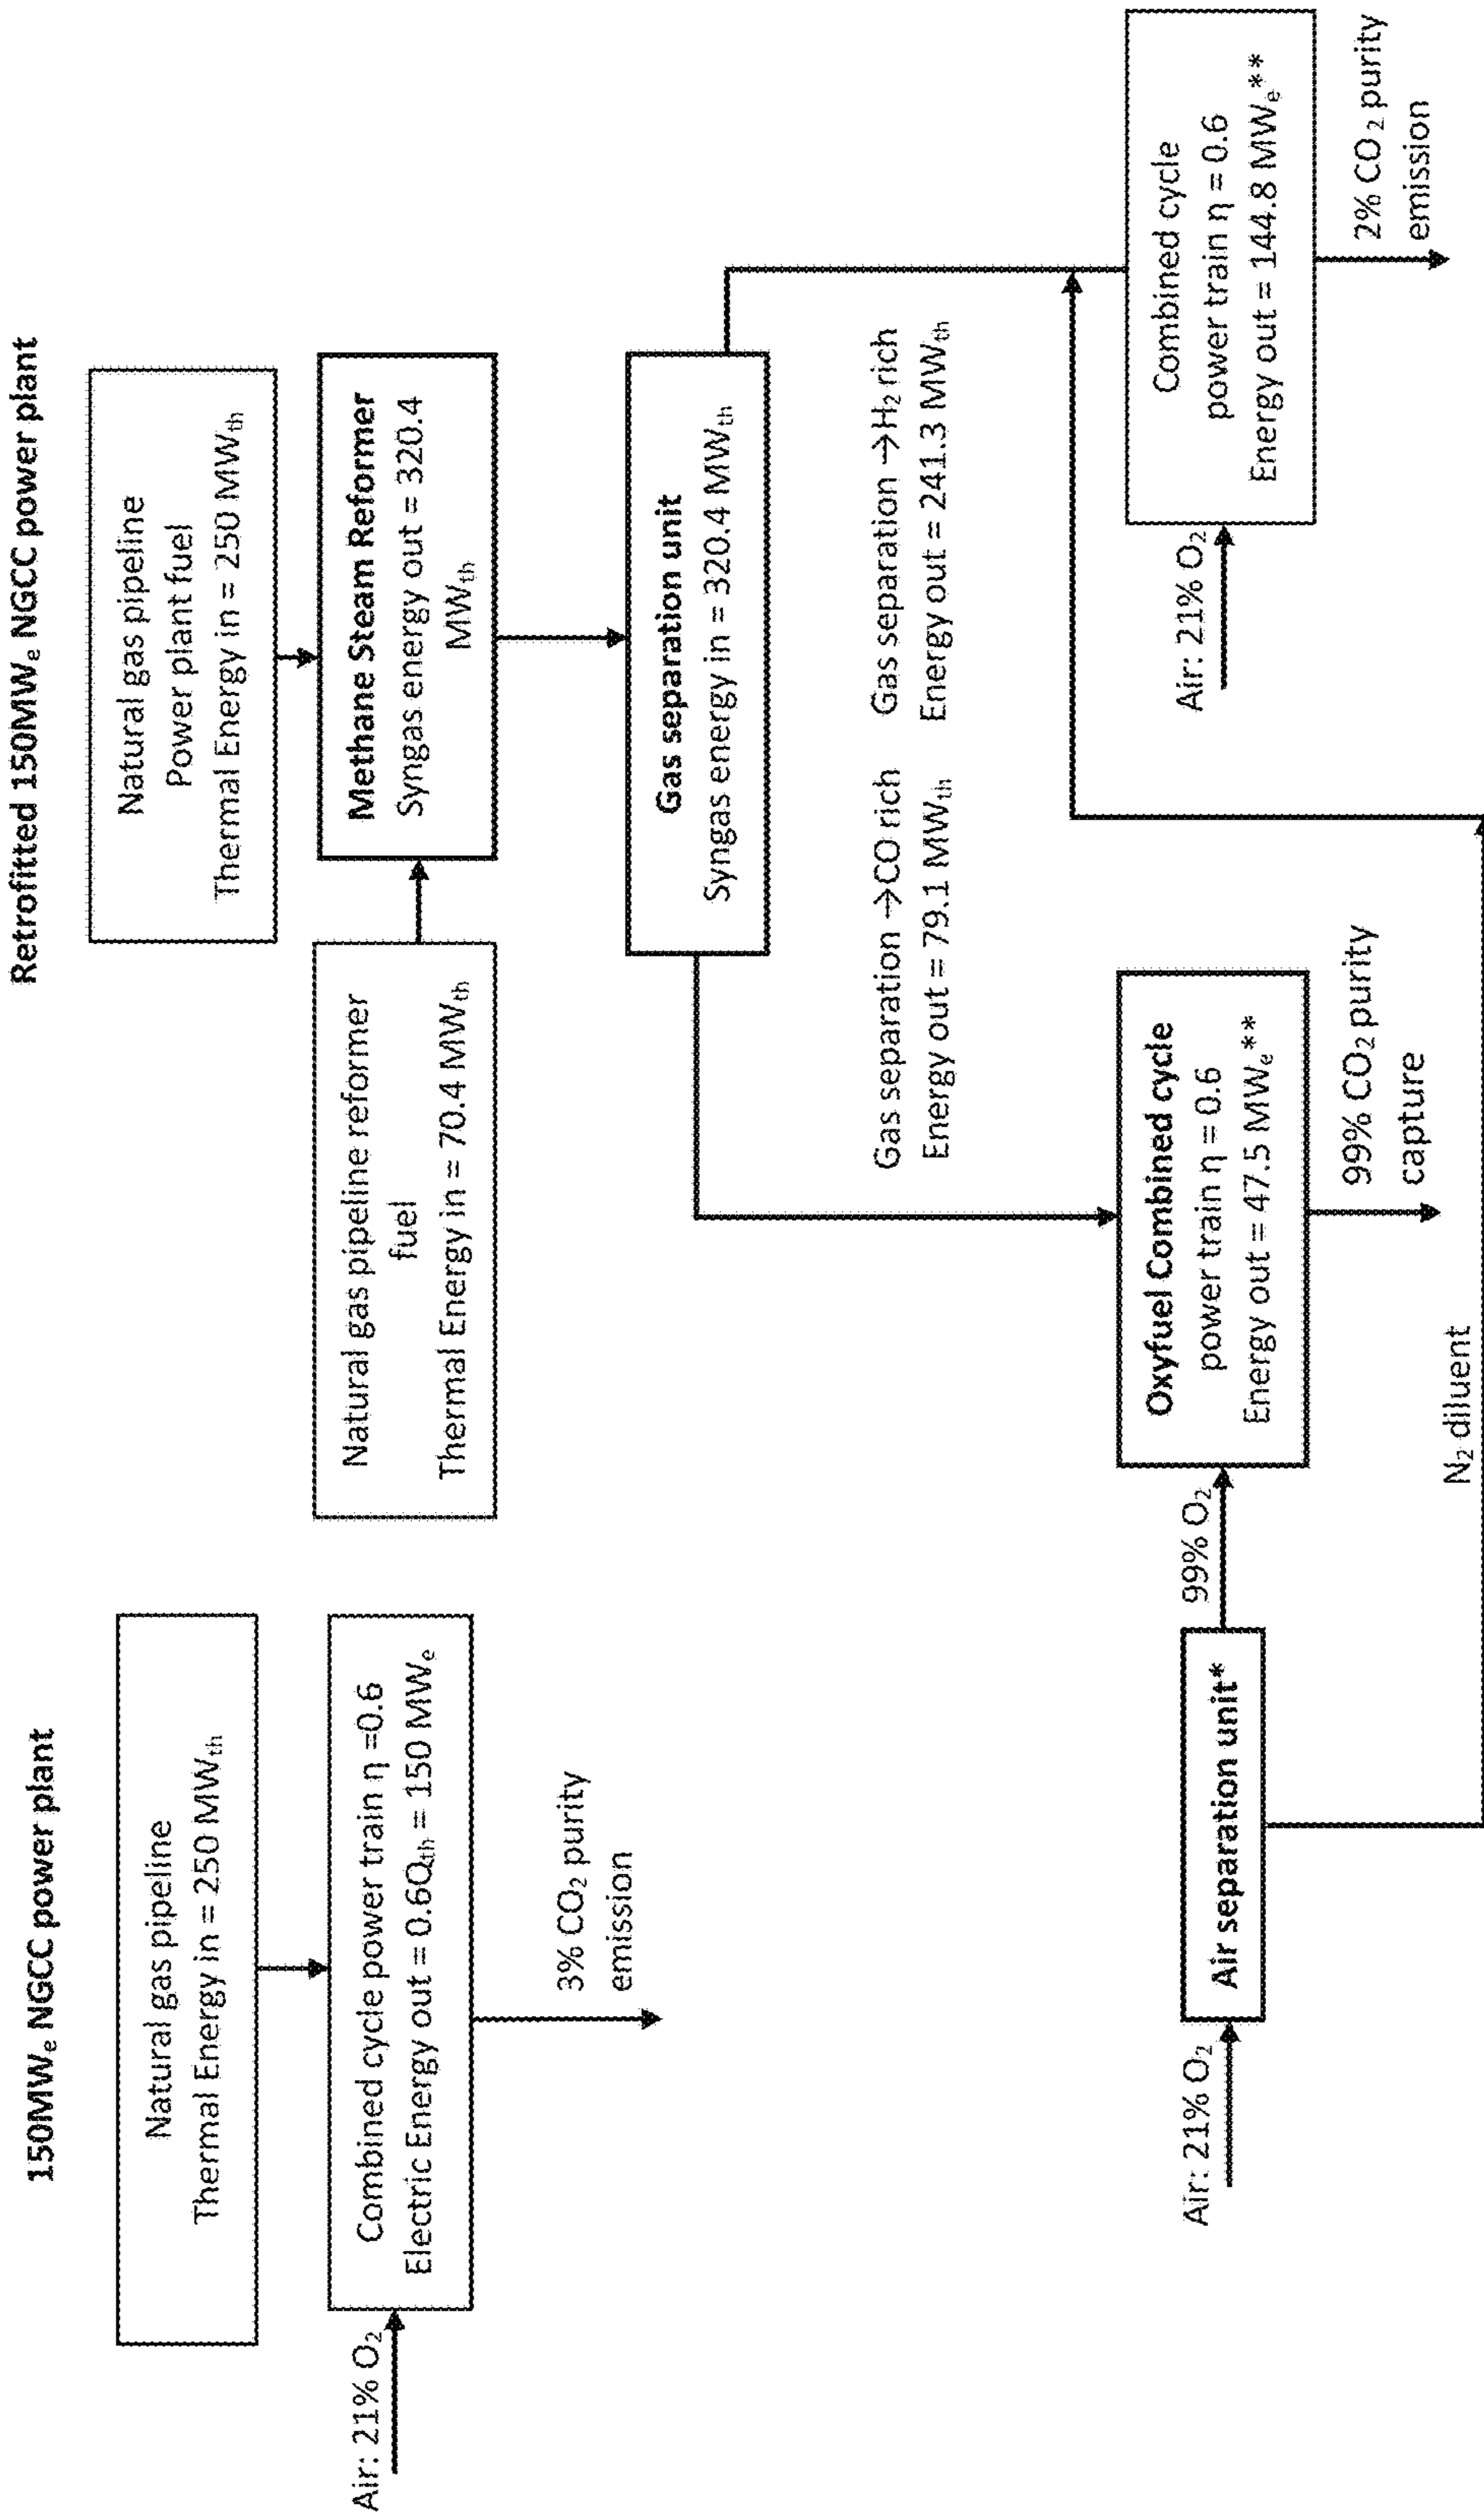 150MWₑ NGCC power plant
Natural gas pipeline
Thermal Energy in = 250 MWₜₕ
Air: 21% O₂
Combined cycle power train η =0.6
Electric Energy out = 0.6Qₜₕ = 150 MWₑ
3% CO₂ purity
emission
Retrofitted 150MWₑ NGCC power plant
Natural gas pipeline
Power plant fuel
Thermal Energy in = 250 MWₜₕ
Natural gas pipeline reformer
fuel
Thermal Energy in = 70.4 MWₜₕ
Methane Steam Reformer
Syngas energy out = 320.4
MWₜₕ
Gas separation unit
Syngas energy in = 320.4 MWₜₕ
Gas separation →CO rich
Energy out = 79.1 MWₜₕ
Gas separation →H₂ rich
Energy out = 241.3 MWₜₕ
Air: 21% O₂
Air separation unit*
99% O₂
Oxyfuel Combined cycle
power train η = 0.6
Energy out = 47.5 MWₑ**
99% CO₂ purity
capture
N₂ diluent
Air: 21% O₂
Combined cycle
power train η = 0.6
Energy out = 144.8 MWₑ**
2% CO₂ purity
emission